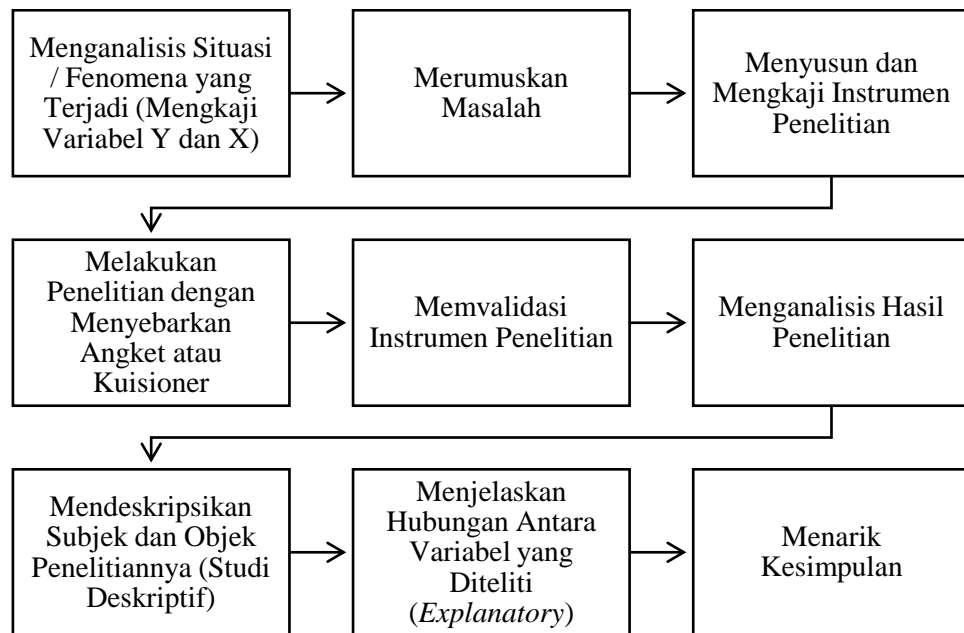 Menganalisis Situasi
/ Fenomena yang
Terjadi (Mengkaji
Variabel Y dan X)
Merumuskan
Masalah
Menyusun dan
Mengkaji Instrumen
Penelitian
Melakukan
Penelitian dengan
Menyebarkan
Angket atau
Kuisioner
Memvalidasi
Instrumen Penelitian
Menganalisis Hasil
Penelitian
Mendeskripsikan
Subjek dan Objek
Penelitiannya (Studi
Deskriptif)
Menjelaskan
Hubungan Antara
Variabel yang
Diteliti
(Explanatory)
Menarik
Kesimpulan